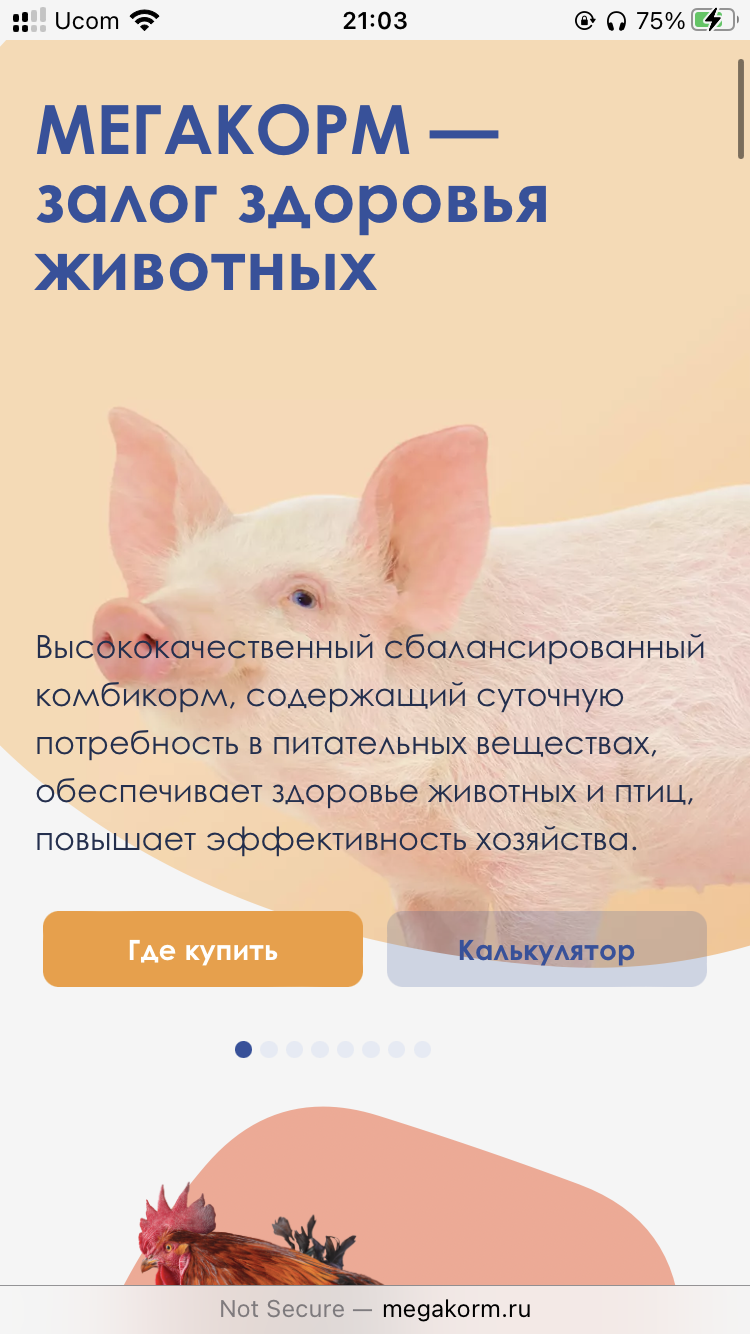 Ucom 21:03 75%
МЕГАКОРМ —
залог здоровья
животных
Высококачественный сбалансированный
комбикорм, содержащий суточную
потребность в питательных веществах,
обеспечивает здоровье животных и птиц,
повышает эффективность хозяйства.
Где купить Калькулятор
Not Secure — megakorm.ru